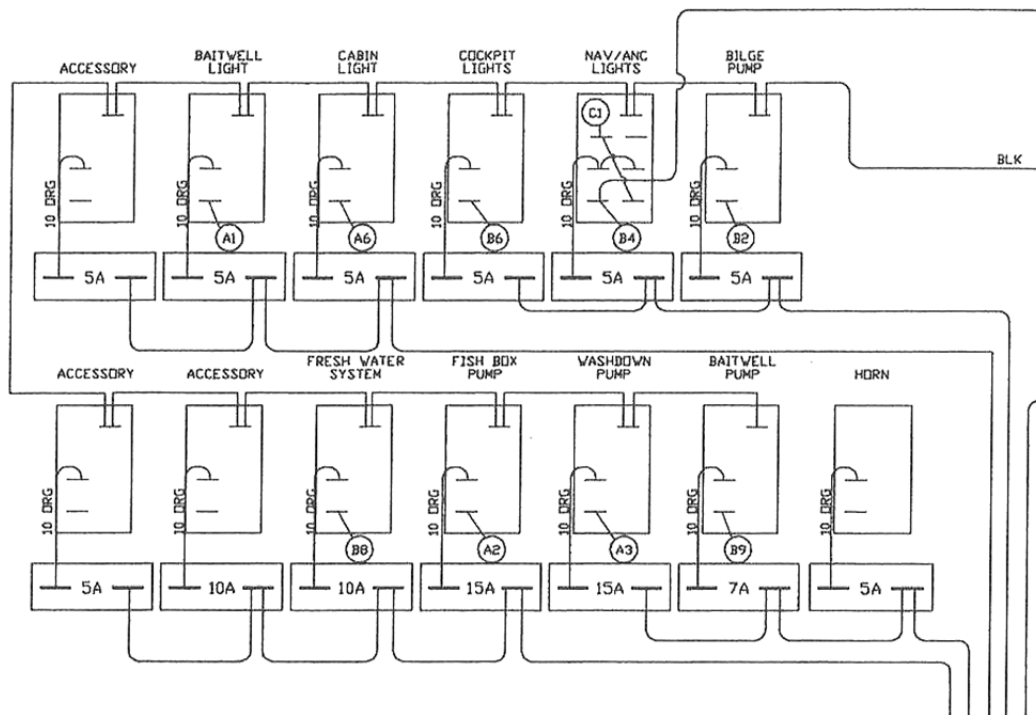 ACCESSORY
BAITWELL
LIGHT
CABIN
LIGHT
COCKPIT
LIGHTS
NAV/ANC
LIGHTS
BILGE
PUMP
C1
BLK
10 ORG
10 ORG
10 ORG
10 ORG
10 ORG
10 ORG
A1
A6
B6
B4
B2
5A
5A
5A
5A
5A
5A
ACCESSORY
ACCESSORY
FRESH WATER
SYSTEM
FISH BOX
PUMP
WASHDOWN
PUMP
BAITWELL
PUMP
HORN
10 ORG
10 ORG
10 ORG
10 ORG
10 ORG
10 ORG
10 ORG
B8
A2
A3
B9
5A
10A
10A
15A
15A
7A
5A